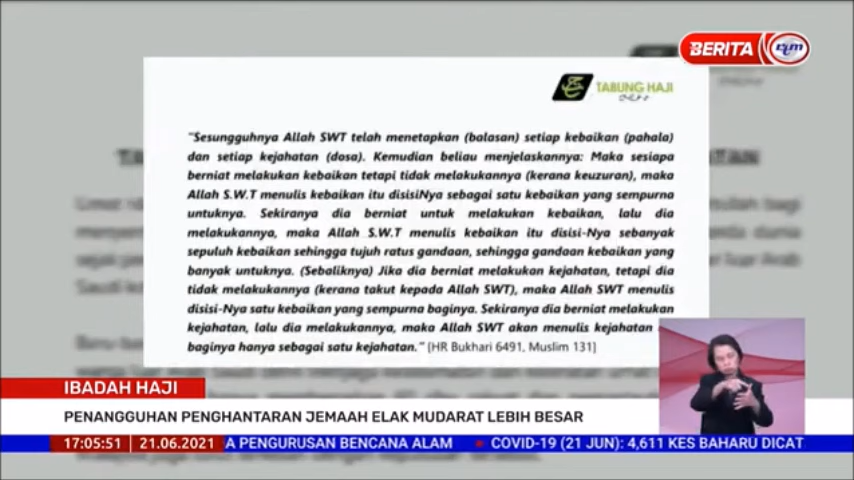 BERITA rtm
TABUNG HAJI
"Sesungguhnya Allah SWT telah menetapkan (balasan) setiap kebaikan (pahala)
dan setiap kejahatan (dosa). Kemudian beliau menjelaskannya: Maka sesiapa
berniat melakukan kebaikan tetapi tidak melakukannya (kerana keuzuran), maka
Allah S.W.T menulis kebaikan itu disisiNya sebagai satu kebaikan yang sempurna
untuknya. Sekiranya dia berniat untuk melakukan kebaikan, lalu dia
melakukannya, maka Allah S.W.T menulis kebaikan itu disisi-Nya sebanyak
sepuluh kebaikan sehingga tujuh ratus gandaan, sehingga gandaan kebaikan yang
banyak untuknya. (Sebaliknya) Jika dia berniat melakukan kejahatan, tetapi dia
tidak melakukannya (kerana takut kepada Allah SWT), maka Allah SWT menulis
disisi-Nya satu kebaikan yang sempurna baginya. Sekiranya dia berniat melakukan
kejahatan, lalu dia melakukannya, maka Allah SWT akan menulis kejahatan
baginya hanya sebagai satu kejahatan." (HR Bukhari 6491, Muslim 131]
IBADAH HAJI
PENANGGUHAN PENGHANTARAN JEMAAH ELAK MUDARAT LEBIH BESAR
17:05:51 21.06.2021 A PENGURUSAN BENCANA ALAM COVID-19 (21 JUN): 4,611 KES BAHARU DICAT